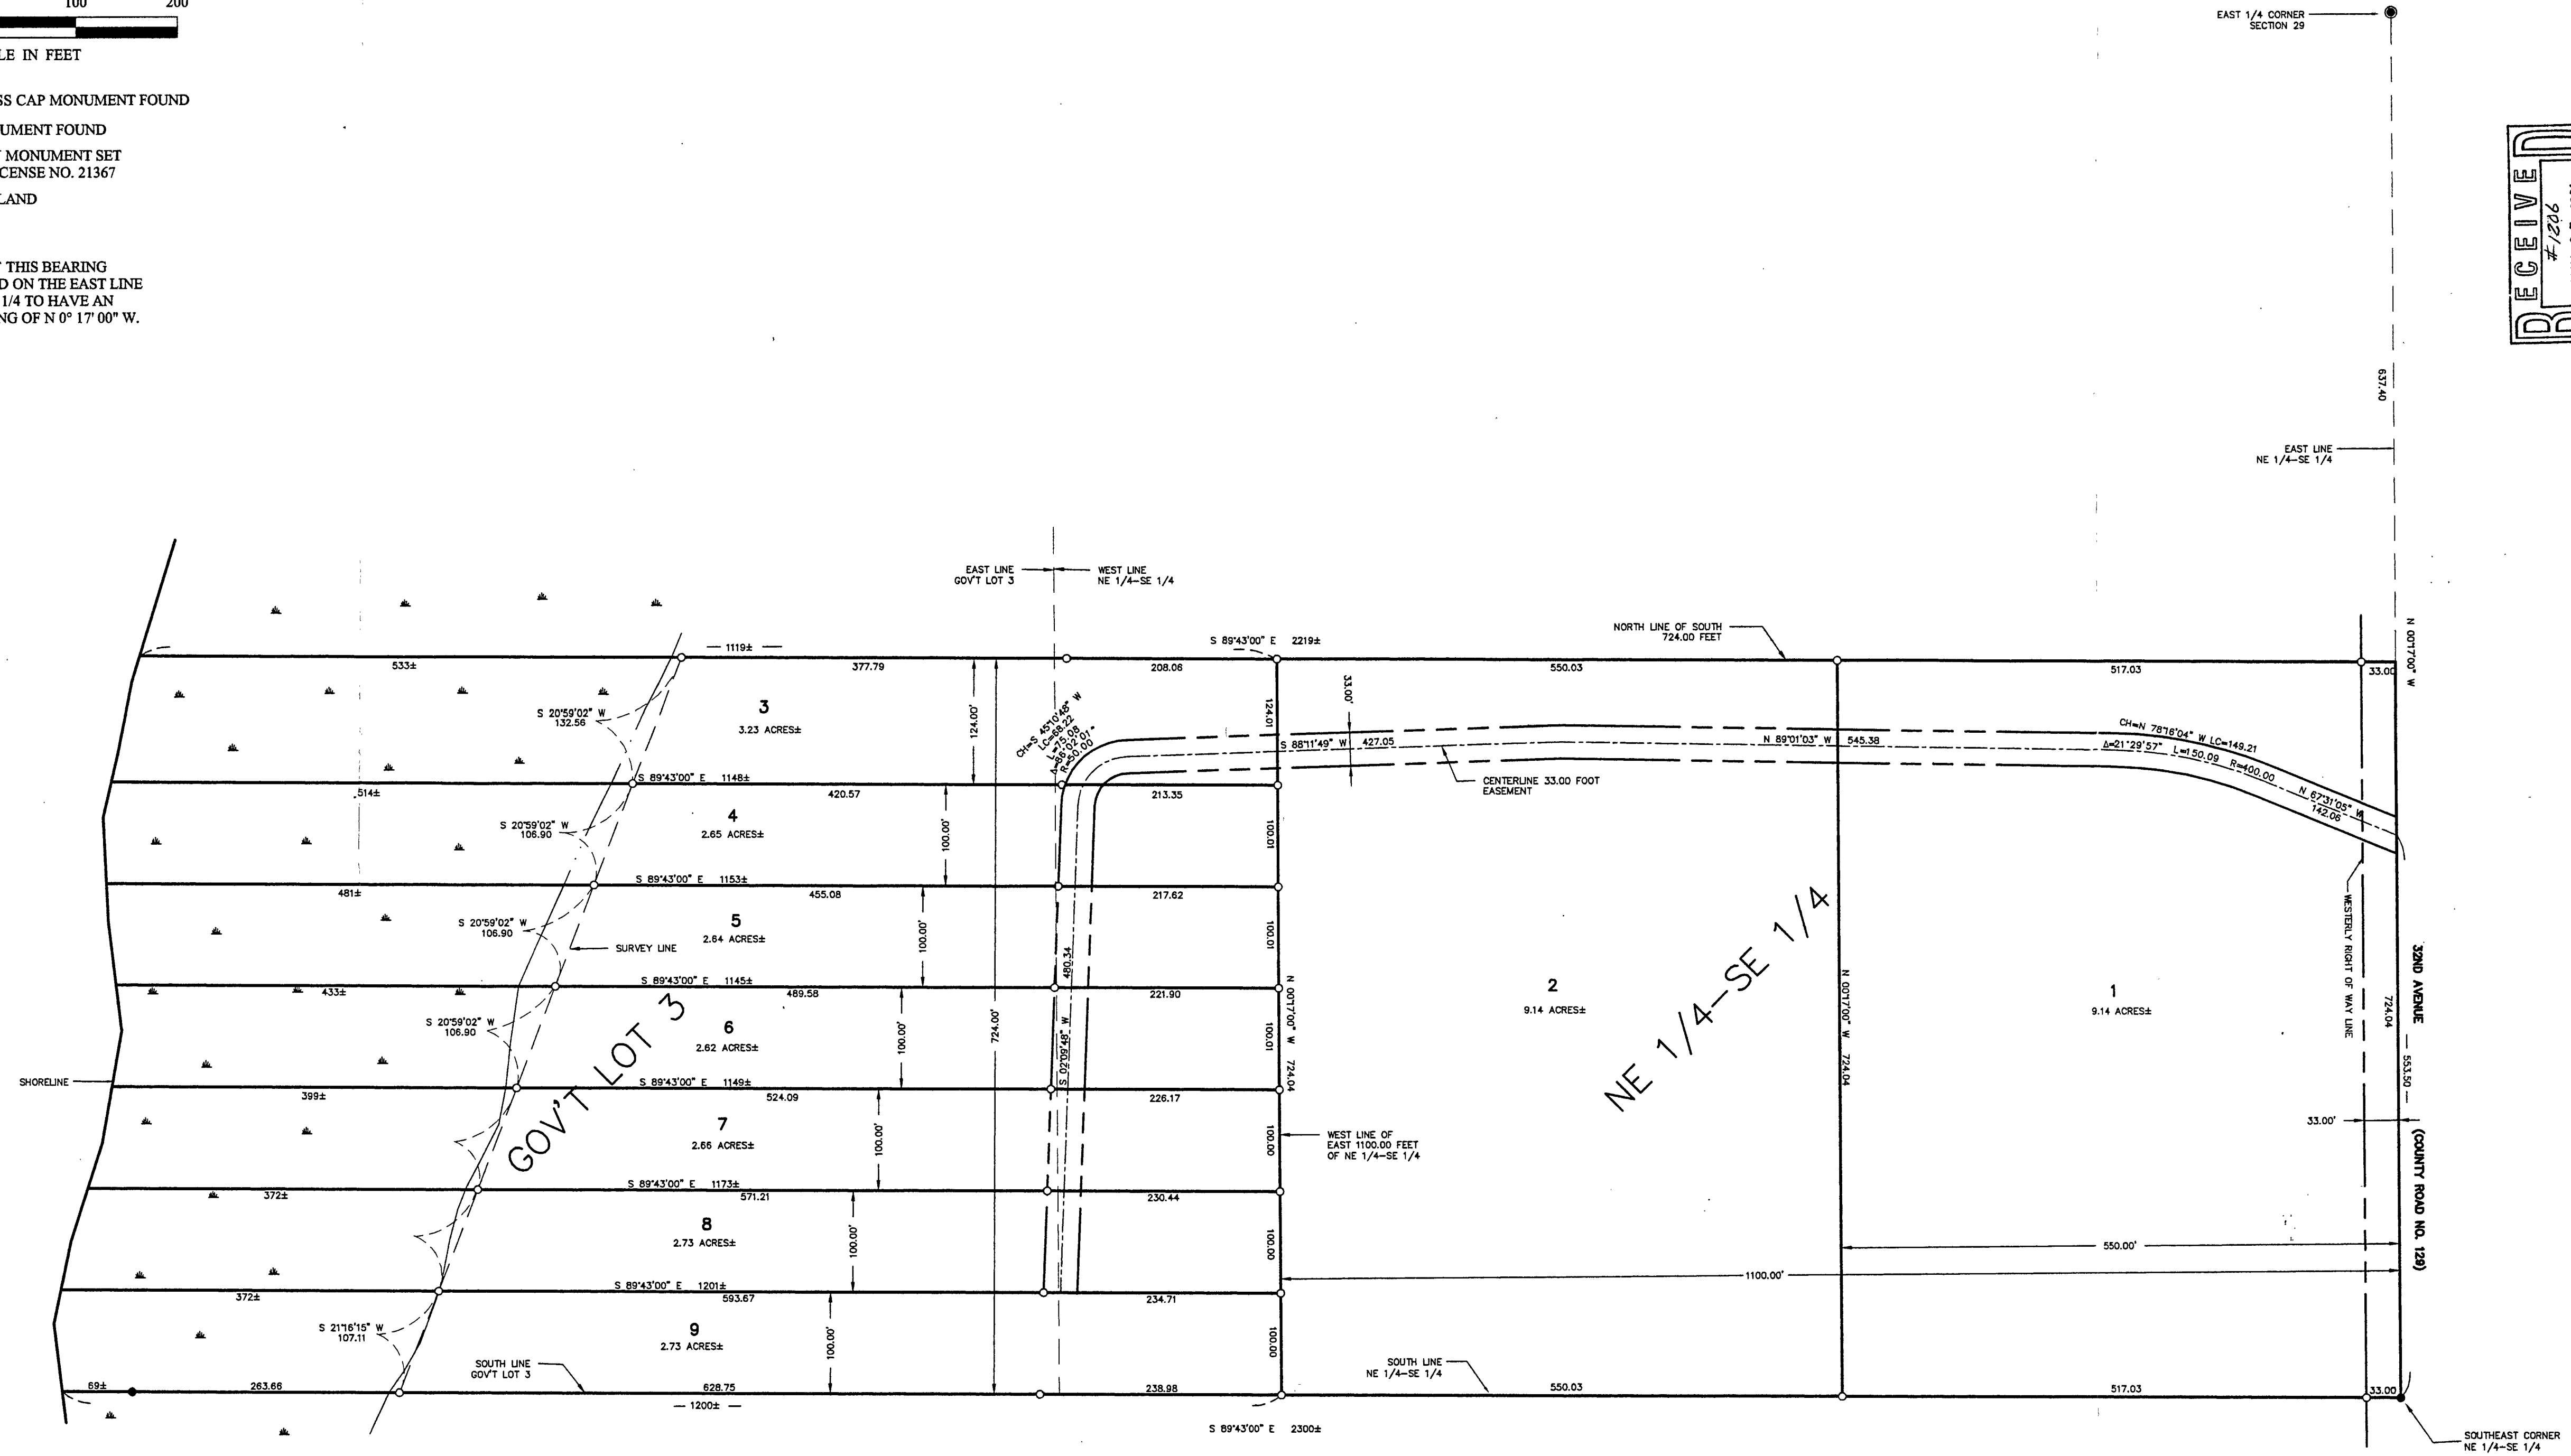 100 200
LE IN FEET
SS CAP MONUMENT FOUND
UMENT FOUND
MONUMENT SET
CENSE NO. 21367
LAND
THIS BEARING
D ON THE EAST LINE
1/4 TO HAVE AN
NG OF N 0° 17' 00" W.
EAST 1/4 CORNER
SECTION 29
RECEIVED
#1206
637.40
EAST LINE
NE 1/4-SE 1/4
N 00°17'00" W
EAST LINE
GOV'T LOT 3
WEST LINE
NE 1/4-SE 1/4
NORTH LINE OF SOUTH
724.00 FEET
S 89°43'00" E 2219±
1119±
533±
377.79
208.06
550.03
517.03
33.00
S 20°59'02" W
132.56
3
3.23 ACRES±
124.00'
CH=S 45°10'48" W
LC=68.22
L=75.08
Δ=86°02'01"
R=50.00
124.01
33.00'
S 88°11'49" W 427.05
N 89°01'03" W 545.38
CH=N 78°16'04" W LC=149.21
Δ=21°29'57" L=150.09 R=400.00
N 67°31'05" W
142.06
CENTERLINE 33.00 FOOT
EASEMENT
S 89°43'00" E 1148±
514±
420.57
213.35
S 20°59'02" W
106.90
4
2.65 ACRES±
100.00'
100.01
S 89°43'00" E 1153±
481±
455.08
217.62
S 20°59'02" W
106.90
5
2.64 ACRES±
SURVEY LINE
100.00'
480.34
100.01
S 89°43'00" E 1145±
433±
489.58
221.90
S 20°59'02" W
106.90
6
2.62 ACRES±
100.00'
724.00'
S 02°09'48" W
100.01
N 00°17'00" W 724.04
GOV'T LOT 3
SHORELINE
S 89°43'00" E 1149±
399±
524.09
226.17
7
2.66 ACRES±
100.00'
100.00
WEST LINE OF
EAST 1100.00 FEET
OF NE 1/4-SE 1/4
S 89°43'00" E 1173±
372±
571.21
230.44
8
2.73 ACRES±
100.00'
100.00
S 89°43'00" E 1201±
372±
593.67
234.71
S 21°16'15" W
107.11
9
2.73 ACRES±
100.00'
100.00
SOUTH LINE
GOV'T LOT 3
69±
263.66
628.75
238.98
1200±
S 89°43'00" E 2300±
2
9.14 ACRES±
NE 1/4-SE 1/4
N 00°17'00" W 724.04
1
9.14 ACRES±
WESTERLY RIGHT OF WAY LINE
724.04
553.50
32ND AVENUE (COUNTY ROAD NO. 129)
33.00'
550.00'
1100.00'
SOUTH LINE
NE 1/4-SE 1/4
550.03
517.03
33.00
SOUTHEAST CORNER
NE 1/4-SE 1/4